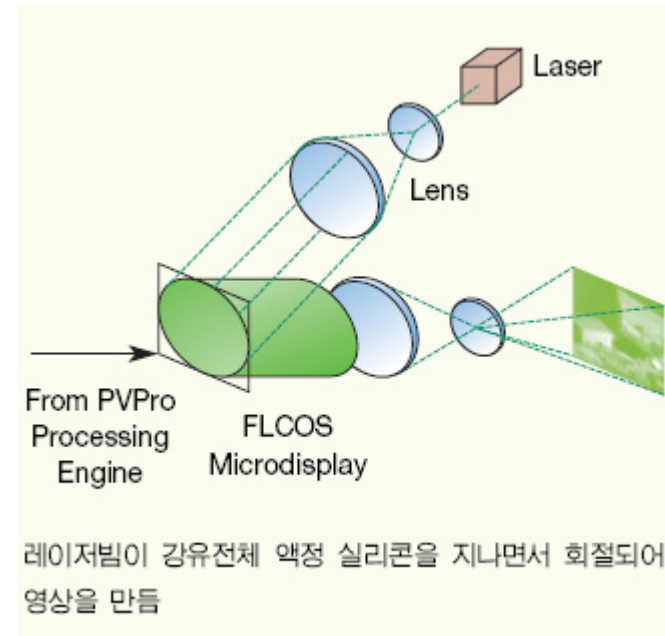 Laser
Lens
From PVPro
Processing
Engine
FLCOS
Microdisplay
레이저빔이 강유전체 액정 실리콘을 지나면서 회절되어
영상을 만듬